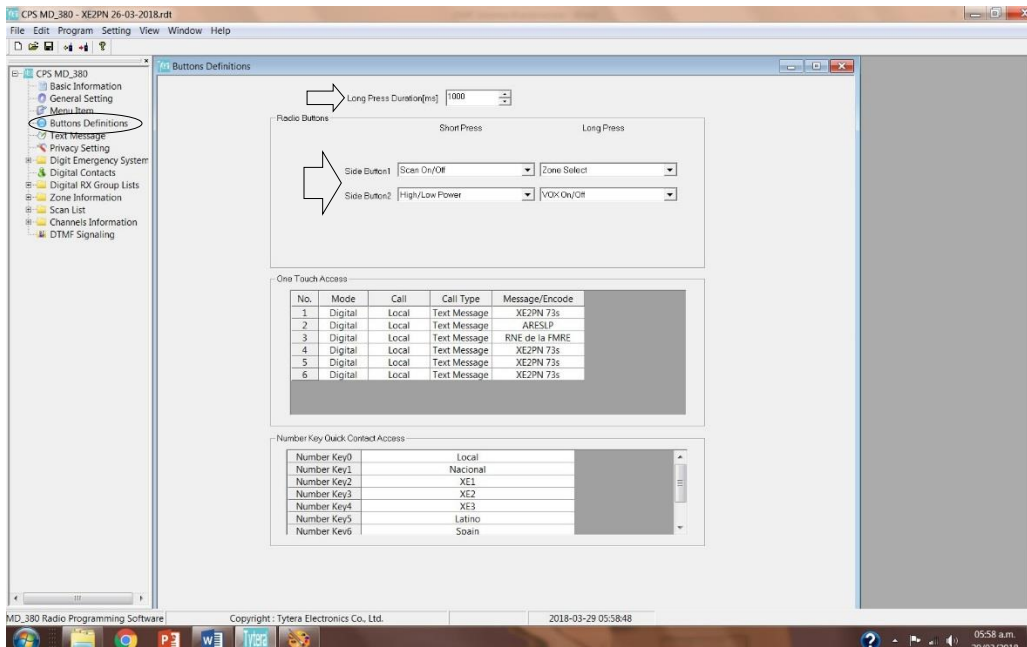 CPS MD_380 - XE2PN 26-03-2018.rdt
File Edit Program Setting View Window Help
CPS MD_380
Basic Information
General Setting
Menu Item
Buttons Definitions
Text Message
Privacy Setting
Digit Emergency System
Digital Contacts
Digital RX Group Lists
Zone Information
Scan List
Channels Information
DTMF Signaling
Buttons Definitions
Long Press Duration[ms] 1000
Radio Buttons
Short Press Long Press
Side Button1 Scan On/Off Zone Select
Side Button2 High/Low Power VOX On/Off
One Touch Access
No. Mode Call Call Type Message/Encode
1 Digital Local Text Message XE2PN 73s
2 Digital Local Text Message ARESLP
3 Digital Local Text Message RNE de la FMRE
4 Digital Local Text Message XE2PN 73s
5 Digital Local Text Message XE2PN 73s
6 Digital Local Text Message XE2PN 73s
Number Key Quick Contact Access
Number Key0 Local
Number Key1 Nacional
Number Key2 XE1
Number Key3 XE2
Number Key4 XE3
Number Key5 Latino
Number Key6 Spain
MD_380 Radio Programming Software Copyright : Tytera Electronics Co., Ltd. 2018-03-29 05:58:48
Tytera
05:58 a.m.
29/03/2018